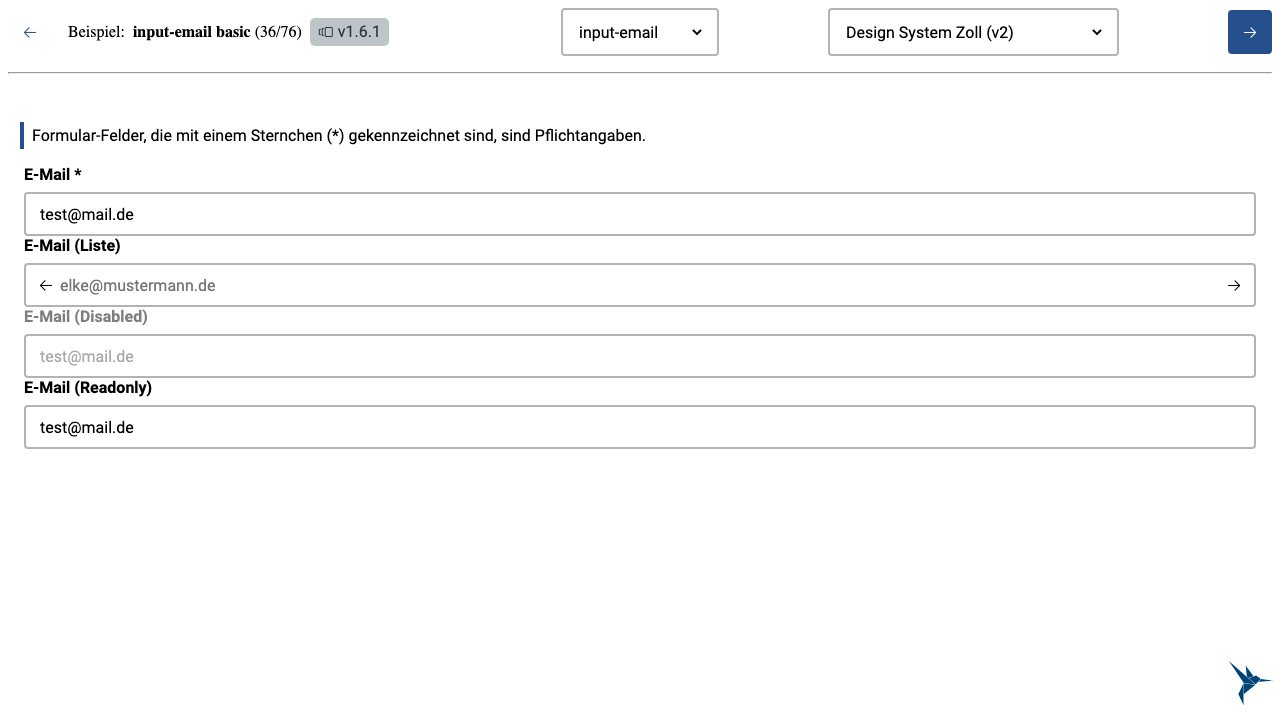 Beispiel: input-email basic (36/76) v1.6.1 input-email Design System Zoll (v2)
Formular-Felder, die mit einem Sternchen (*) gekennzeichnet sind, sind Pflichtangaben.
E-Mail *
test@mail.de
E-Mail (Liste)
elke@mustermann.de
E-Mail (Disabled)
test@mail.de
E-Mail (Readonly)
test@mail.de